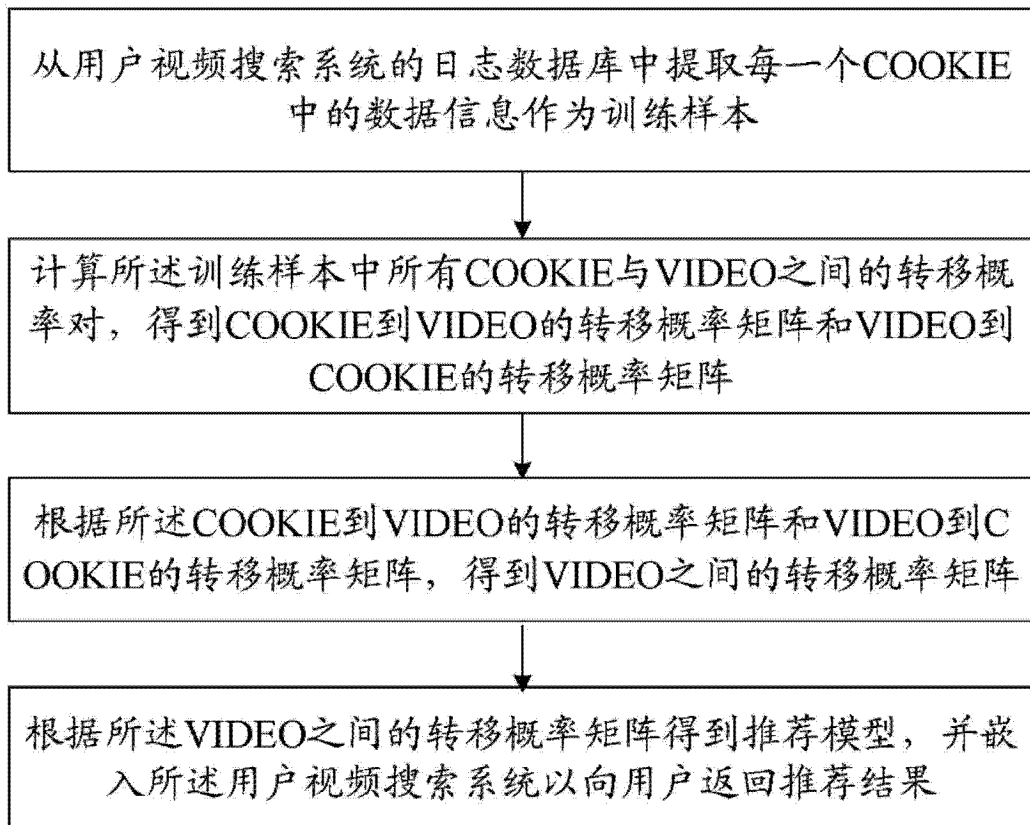 从用户视频搜索系统的日志数据库中提取每一个COOKIE
中的数据信息作为训练样本
计算所述训练样本中所有COOKIE与VIDEO之间的转移概
率对，得到COOKIE到VIDEO的转移概率矩阵和VIDEO到
COOKIE的转移概率矩阵
根据所述COOKIE到VIDEO的转移概率矩阵和VIDEO到C
OOKIE的转移概率矩阵，得到VIDEO之间的转移概率矩阵
根据所述VIDEO之间的转移概率矩阵得到推荐模型，并嵌
入所述用户视频搜索系统以向用户返回推荐结果